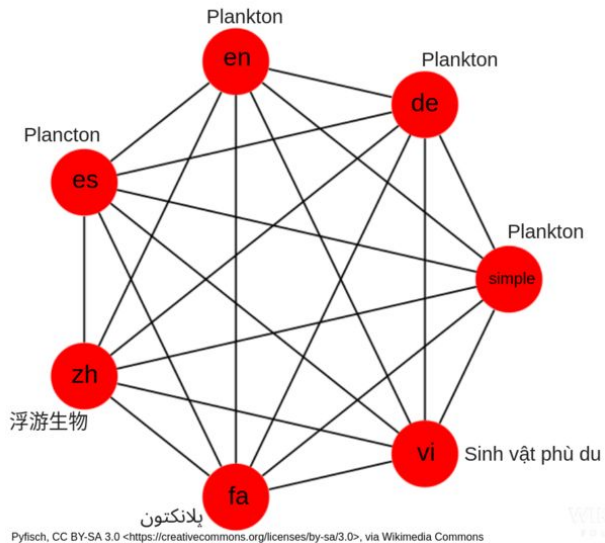 Plankton
en
Plankton
de
Plancton
es
Plankton
simple
zh
浮游生物
vi
Sinh vật phù du
fa
پلانکتون
Pyfisch, CC BY-SA 3.0 <https://creativecommons.org/licenses/by-sa/3.0>, via Wikimedia Commons